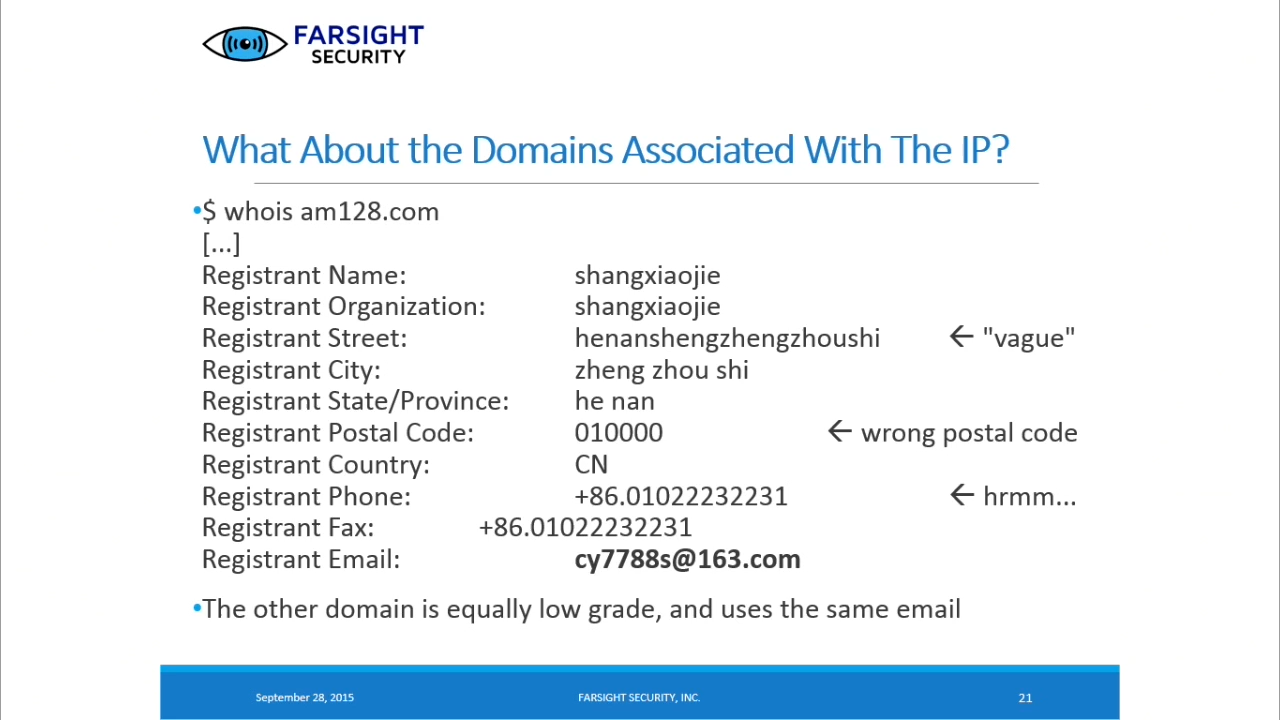 FARSIGHT
SECURITY
What About the Domains Associated With The IP?
•$ whois am128.com
[...]
Registrant Name: shangxiaojie
Registrant Organization: shangxiaojie
Registrant Street: henanshengzhengzhoushi ← "vague"
Registrant City: zheng zhou shi
Registrant State/Province: he nan
Registrant Postal Code: 010000 ← wrong postal code
Registrant Country: CN
Registrant Phone: +86.01022232231 ← hrmm...
Registrant Fax: +86.01022232231
Registrant Email: cy7788s@163.com
•The other domain is equally low grade, and uses the same email
September 28, 2015 FARSIGHT SECURITY, INC. 21